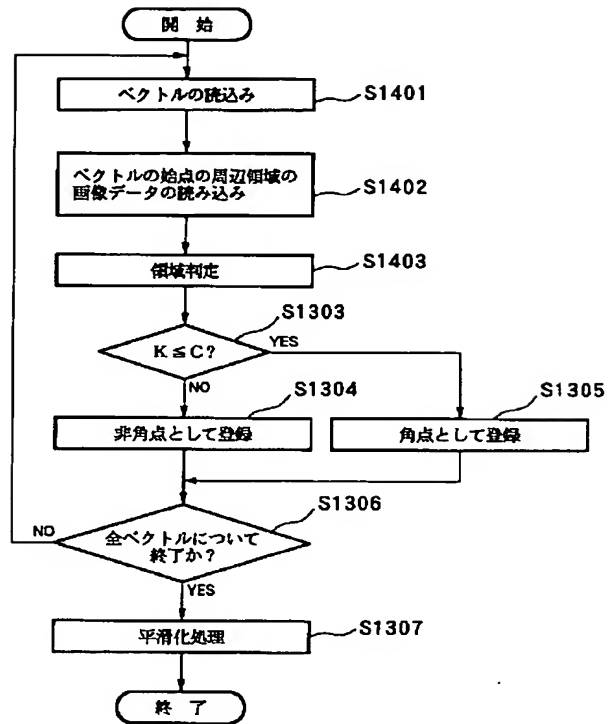 開 始
ベクトルの読込み
S1401
ベクトルの始点の周辺領域の
画像データの読み込み
S1402
領域判定
S1403
S1303
K≦C?
YES
NO
S1304
非角点として登録
S1305
角点として登録
S1306
NO
全ベクトルについて
終了か?
YES
平滑化処理
S1307
終 了